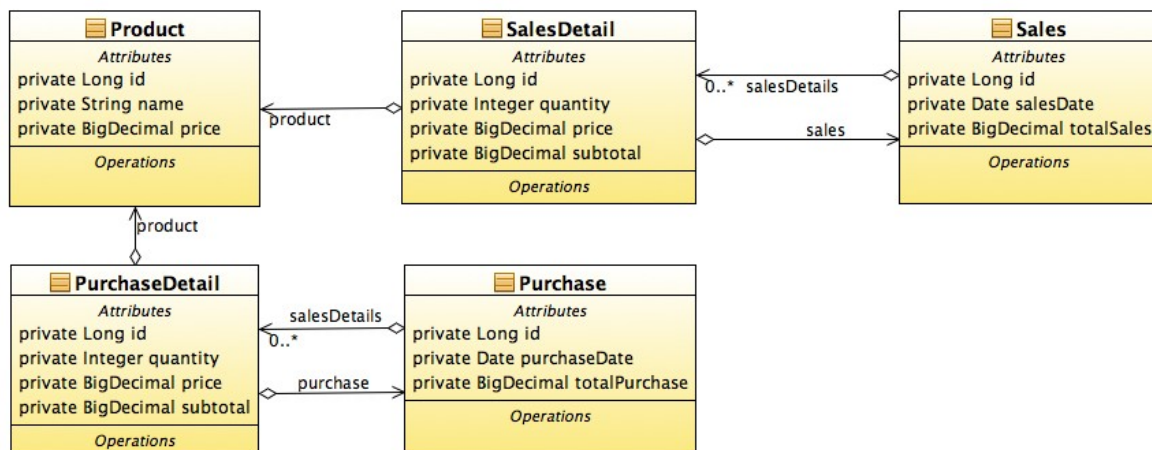 Product
Attributes
private Long id
private String name
private BigDecimal price
Operations
product
SalesDetail
Attributes
private Long id
private Integer quantity
private BigDecimal price
private BigDecimal subtotal
Operations
0..* salesDetails
sales
Sales
Attributes
private Long id
private Date salesDate
private BigDecimal totalSales
Operations
product
PurchaseDetail
Attributes
private Long id
private Integer quantity
private BigDecimal price
private BigDecimal subtotal
Operations
salesDetails
0..*
purchase
Purchase
Attributes
private Long id
private Date purchaseDate
private BigDecimal totalPurchase
Operations